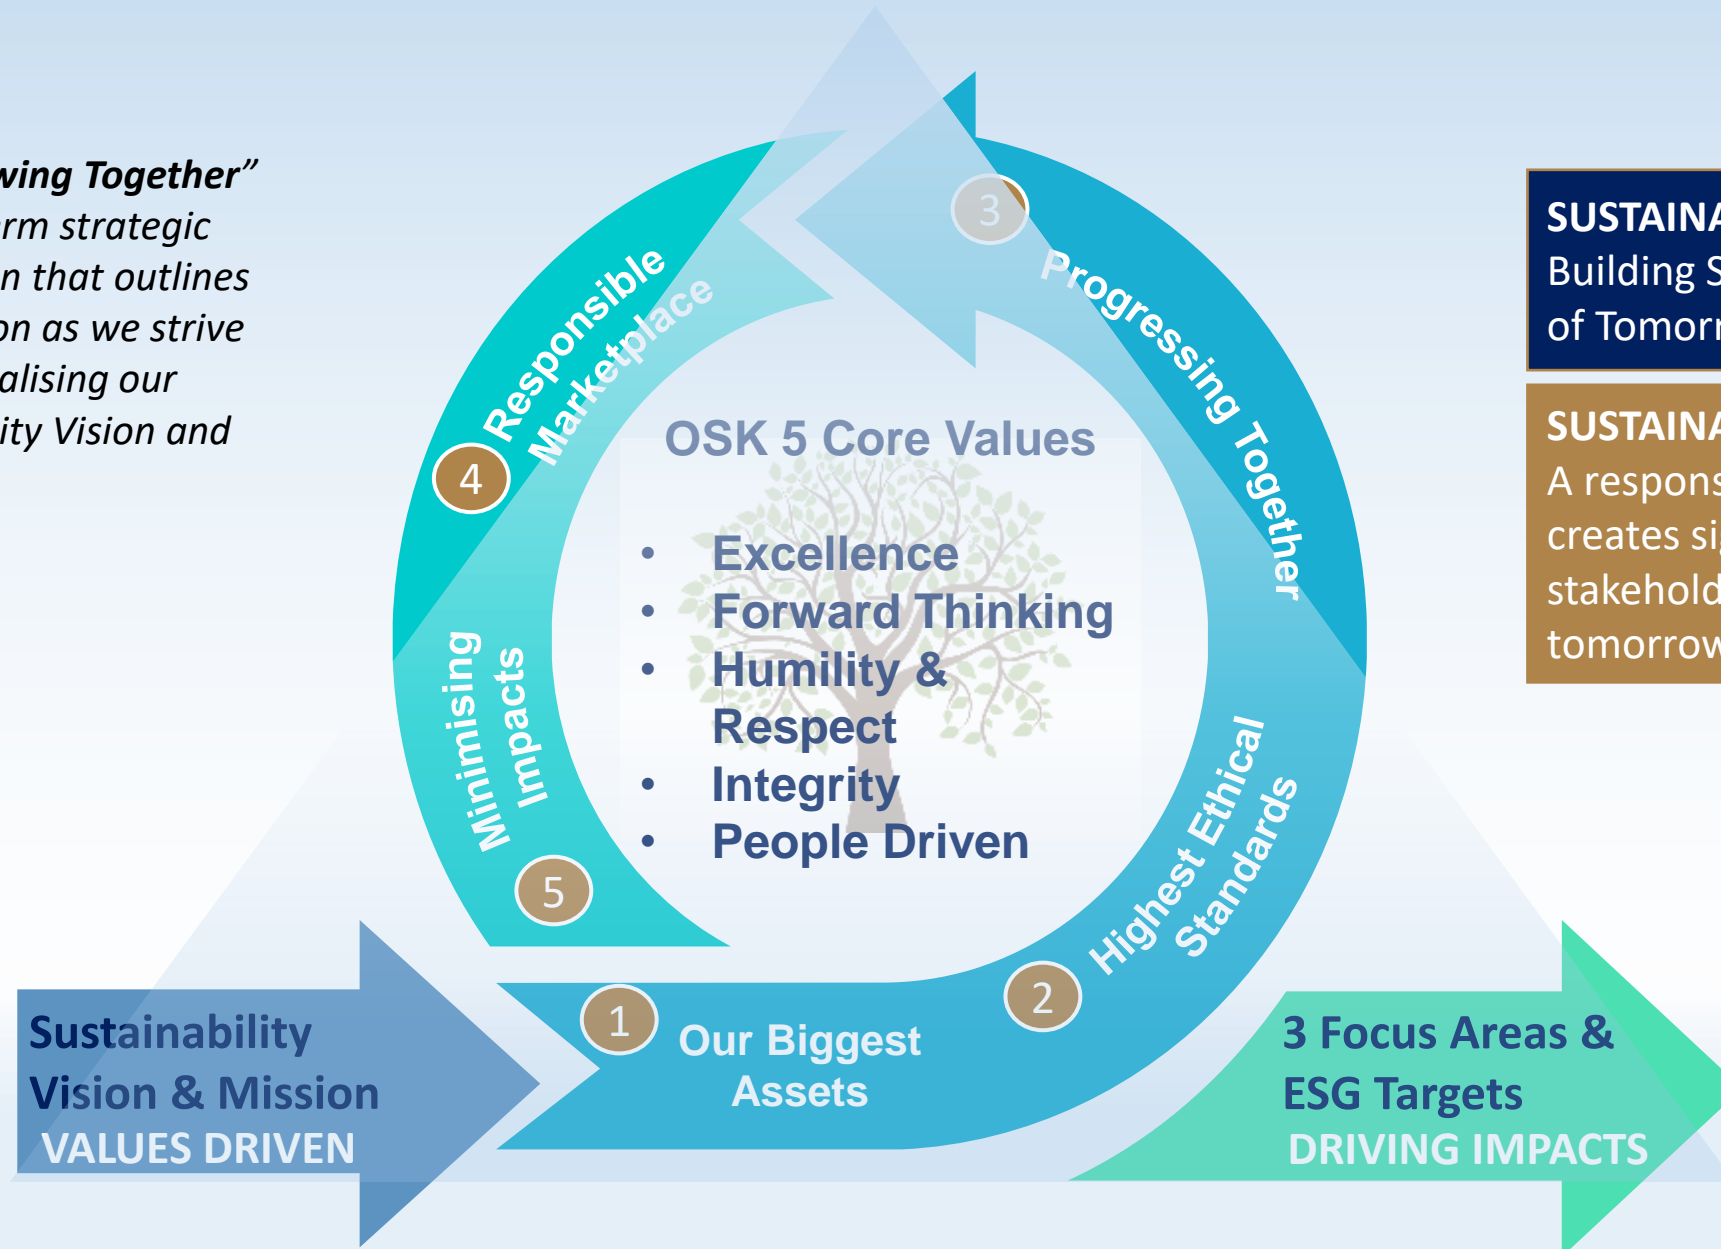 wing Together"
erm strategic
n that outlines
on as we strive
alising our
ity Vision and
3
Progressing Together
Responsible
Marketplace
4
OSK 5 Core Values
• Excellence
• Forward Thinking
• Humility &
Respect
• Integrity
• People Driven
Minimising
Impacts
5
Highest Ethical
Standards
2
1
Our Biggest
Assets
SUSTAINA
Building S
of Tomorr
SUSTAINA
A respons
creates sig
stakehold
tomorrow
Sustainability
Vision & Mission
VALUES DRIVEN
3 Focus Areas &
ESG Targets
DRIVING IMPACTS